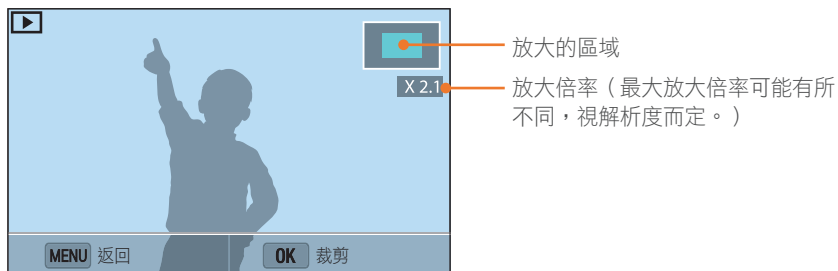 放大的區域
X 2.1
放大倍率（最大放大倍率可能有所
不同，視解析度而定。）
MENU 返回
OK 裁剪